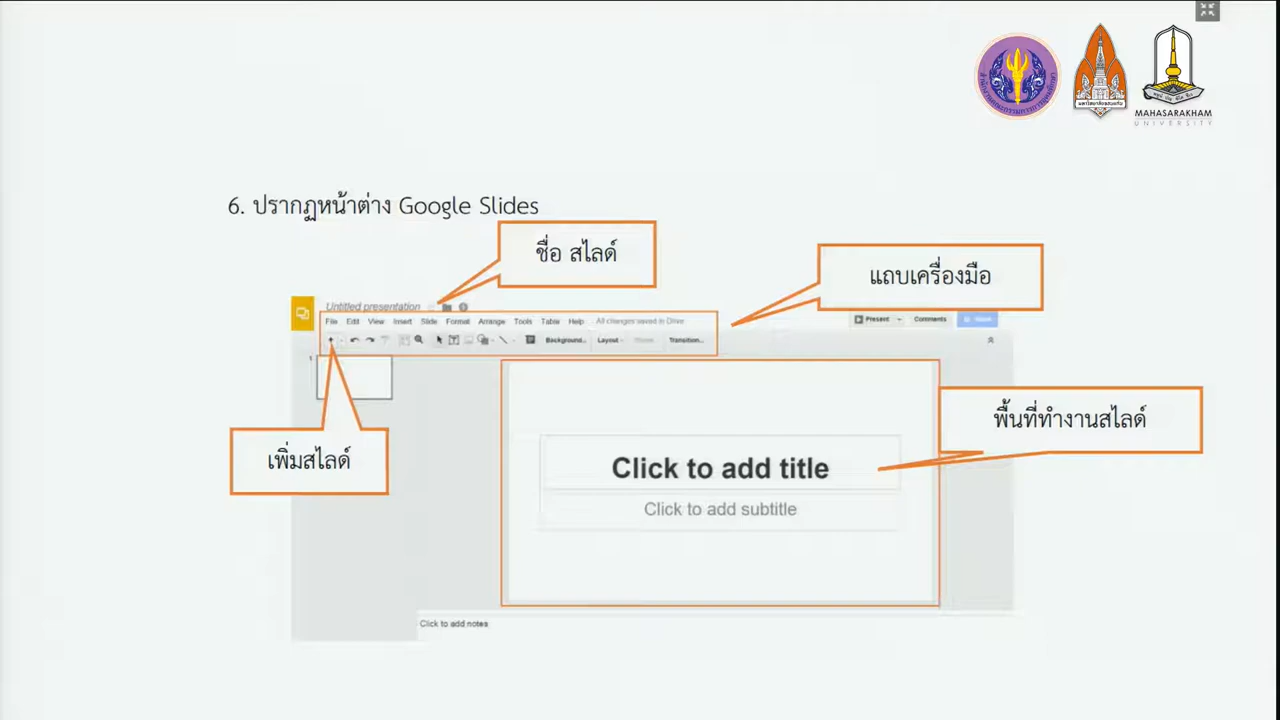 MAHASARAKHAM
UNIVERSITY
6. ปรากฏหน้าต่าง Google Slides
ชื่อ สไลด์
แถบเครื่องมือ
Untitled presentation
File Edit View Insert Slide Format Arrange Tools Table Help All changes saved in Drive
Present Comments
Background... Layout Theme Transition...
1
พื้นที่ทำงานสไลด์
เพิ่มสไลด์
Click to add title
Click to add subtitle
Click to add notes